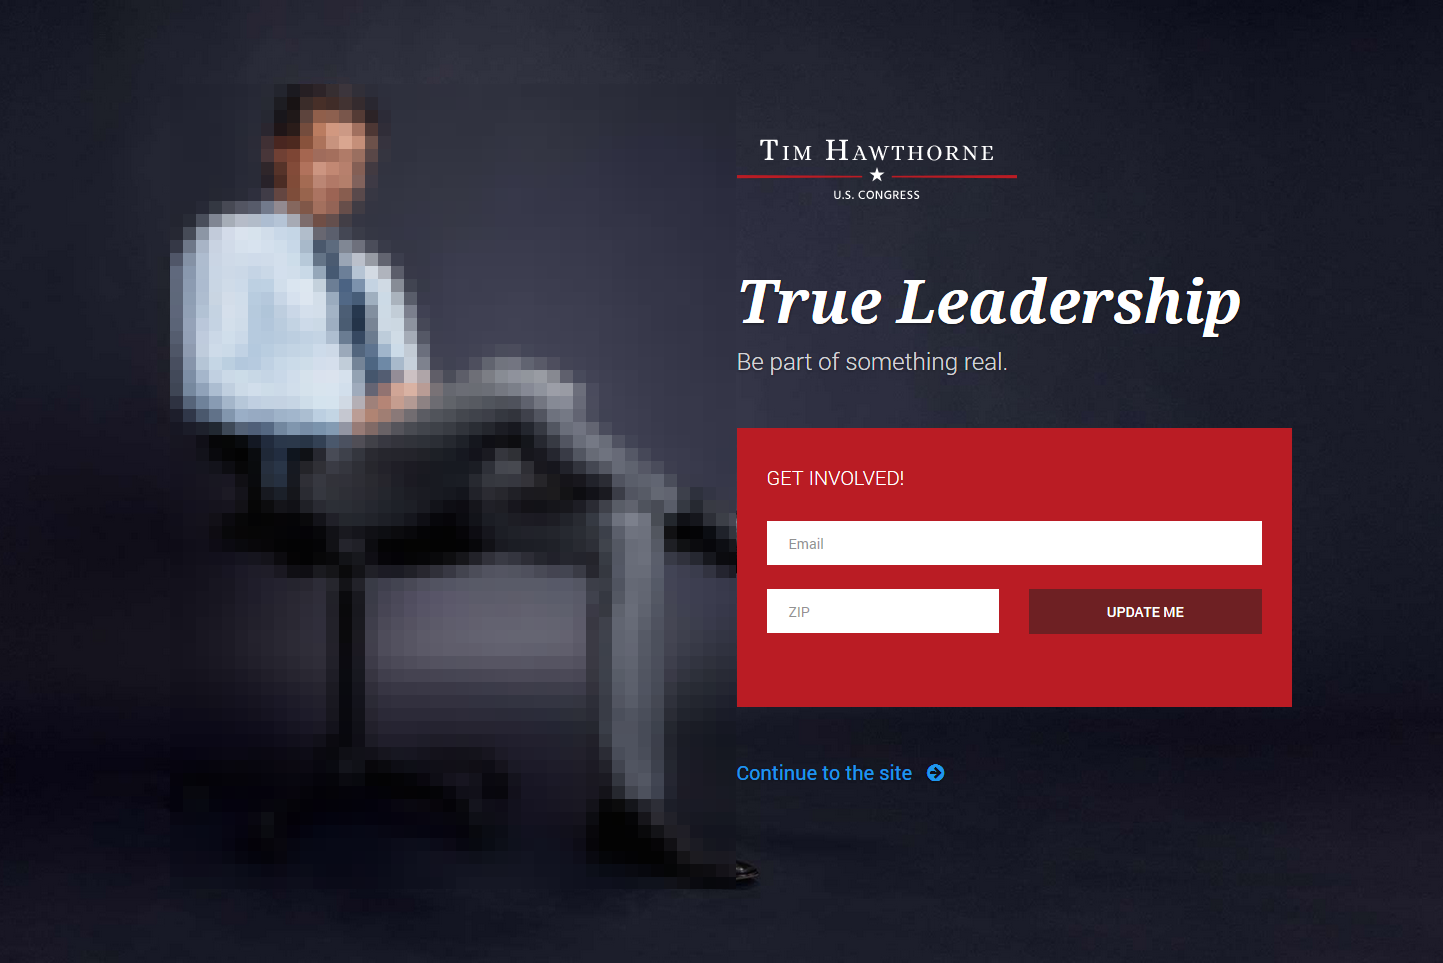 Tim Hawthorne
U.S. CONGRESS
True Leadership
Be part of something real.
GET INVOLVED!
Email
ZIP
UPDATE ME
Continue to the site